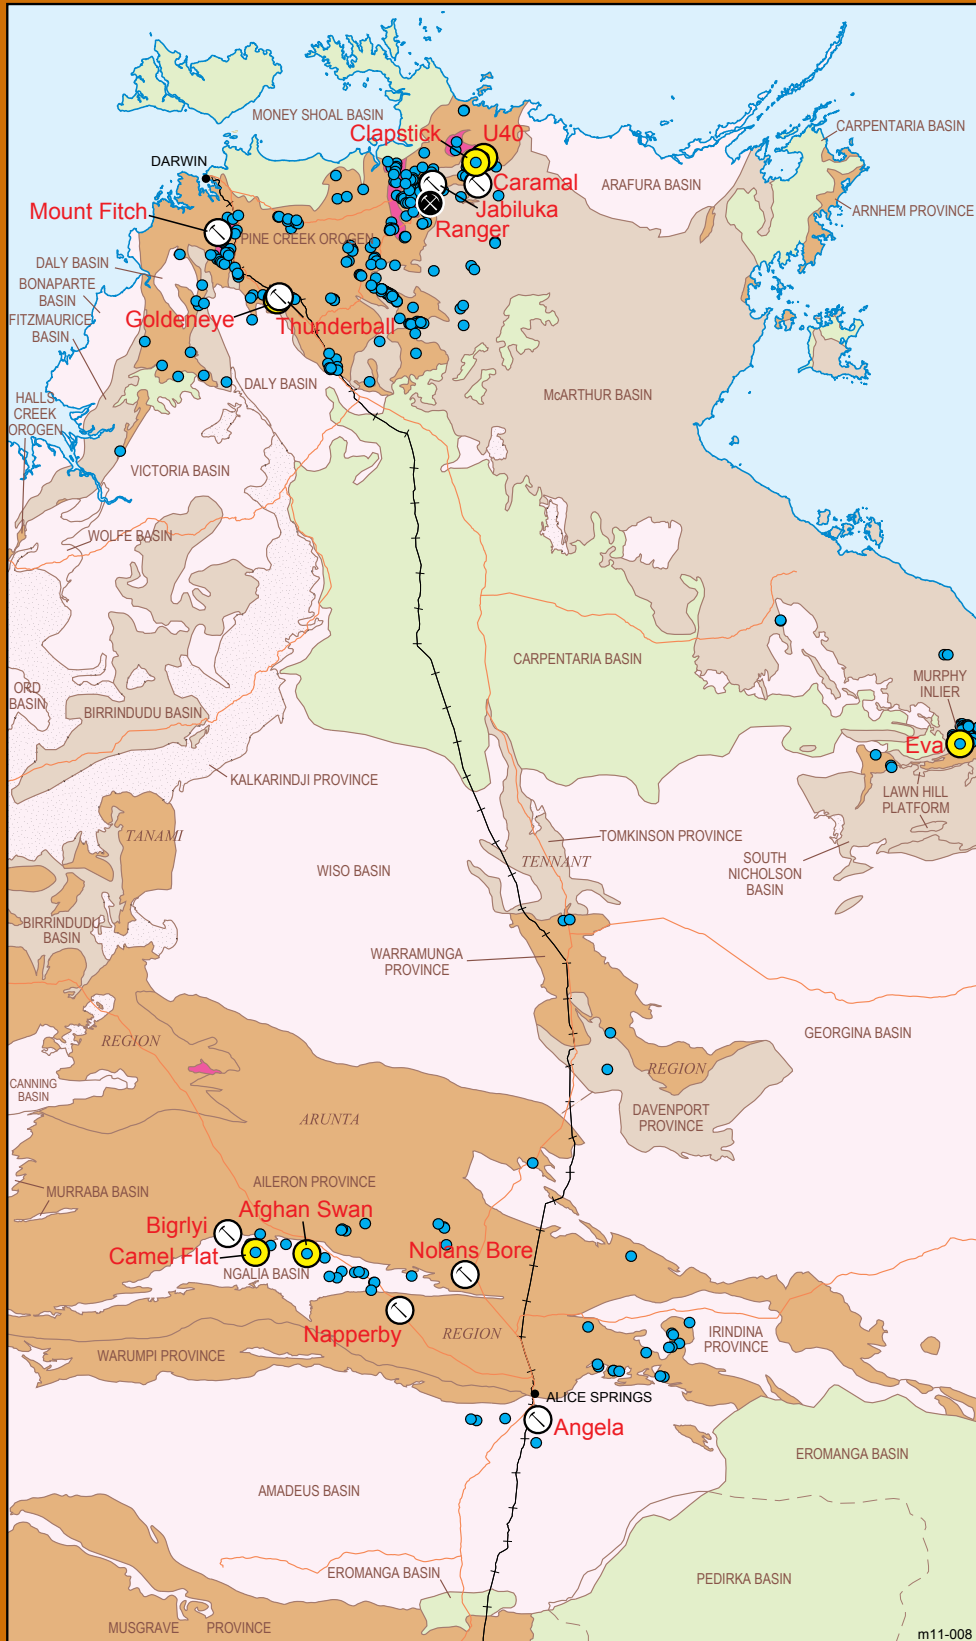 MONEY SHOAL BASIN
Clapstick
U40
CARPENTARIA BASIN
DARWIN
Caramal
ARAFURA BASIN
Jabiluka
ARNHEM PROVINCE
Mount Fitch
Ranger
PINE CREEK OROGEN
DALY BASIN
BONAPARTE
BASIN
FITZMAURICE
BASIN
Goldeneye
Thunderball
DALY BASIN
McARTHUR BASIN
HALLS
CREEK
OROGEN
VICTORIA BASIN
WOLFE BASIN
CARPENTARIA BASIN
ORD
BASIN
BIRRINDUDU BASIN
MURPHY
INLIER
Eva
KALKARINDJI PROVINCE
LAWN HILL
PLATFORM
TANAMI
TOMKINSON PROVINCE
TENNANT
WISO BASIN
SOUTH
NICHOLSON
BASIN
BIRRINDUDU
BASIN
WARRAMUNGA
PROVINCE
REGION
GEORGINA BASIN
REGION
CANNING
BASIN
DAVENPORT
PROVINCE
ARUNTA
AILERON PROVINCE
MURRABA BASIN
Afghan Swan
Bigrlyi
Camel Flat
Nolans Bore
NGALIA BASIN
Napperby
REGION
IRINDINA
PROVINCE
WARUMPI PROVINCE
ALICE SPRINGS
Angela
EROMANGA BASIN
AMADEUS BASIN
EROMANGA BASIN
PEDIRKA BASIN
MUSGRAVE PROVINCE
m11-008